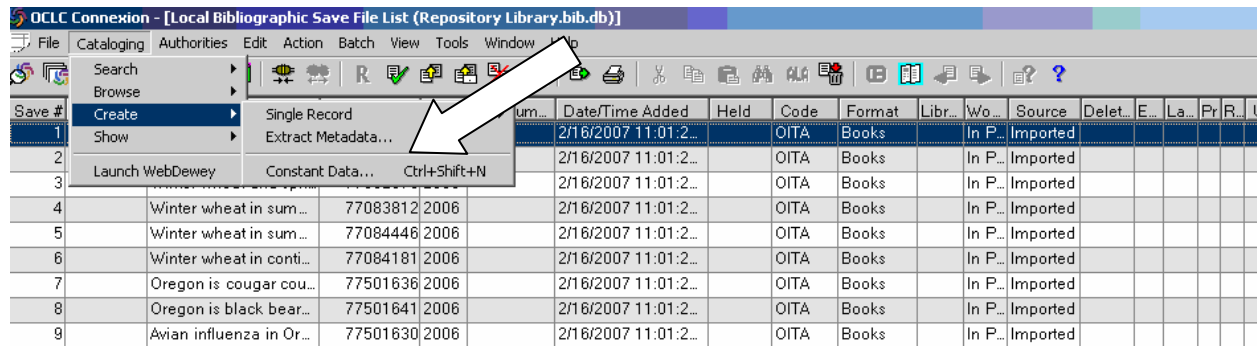 OCLC Connexion - [Local Bibliographic Save File List (Repository Library.bib.db)]
File Cataloging Authorities Edit Action Batch View Tools Window
Search
Browse
Create
Show
Launch WebDewey
Single Record
Extract Metadata...
Constant Data... Ctrl+Shift+N
Save # um... Date/Time Added Held Code Format Libr... Wo... Source Delet... E... La... Pr R...
1 2/16/2007 11:01:2... OITA Books In P... Imported
2 2/16/2007 11:01:2... OITA Books In P... Imported
3 2/16/2007 11:01:2... OITA Books In P... Imported
4 Winter wheat in sum... 77083812 2006 2/16/2007 11:01:2... OITA Books In P... Imported
5 Winter wheat in sum... 77084446 2006 2/16/2007 11:01:2... OITA Books In P... Imported
6 Winter wheat in conti... 77084181 2006 2/16/2007 11:01:2... OITA Books In P... Imported
7 Oregon is cougar cou... 77501636 2006 2/16/2007 11:01:2... OITA Books In P... Imported
8 Oregon is black bear... 77501641 2006 2/16/2007 11:01:2... OITA Books In P... Imported
9 Avian influenza in Or... 77501630 2006 2/16/2007 11:01:2... OITA Books In P... Imported